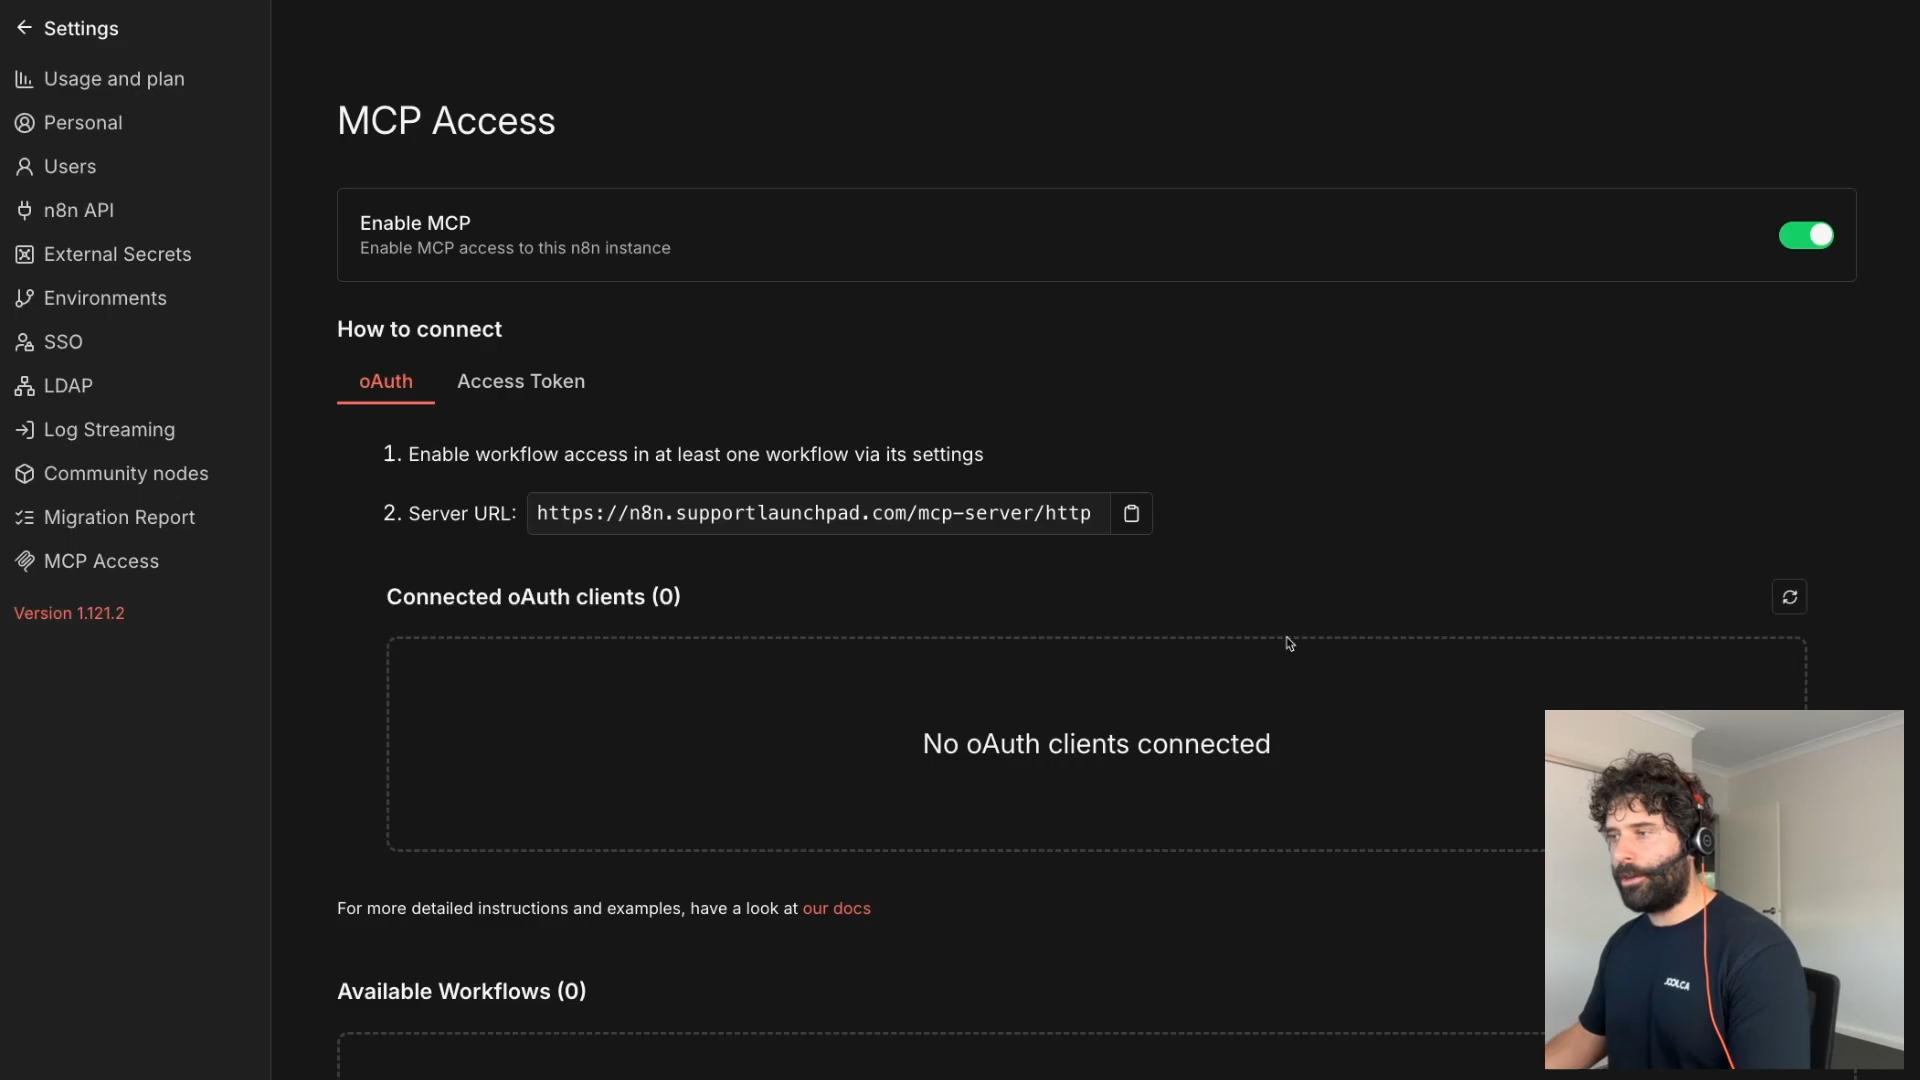 Settings
Usage and plan
Personal
Users
n8n API
External Secrets
Environments
SSO
LDAP
Log Streaming
Community nodes
Migration Report
MCP Access
Version 1.121.2
MCP Access
Enable MCP
Enable MCP access to this n8n instance
How to connect
oAuth Access Token
1. Enable workflow access in at least one workflow via its settings
2. Server URL: https://n8n.supportlaunchpad.com/mcp-server/http
Connected oAuth clients (0)
No oAuth clients connected
For more detailed instructions and examples, have a look at our docs
Available Workflows (0)
JOOLCA